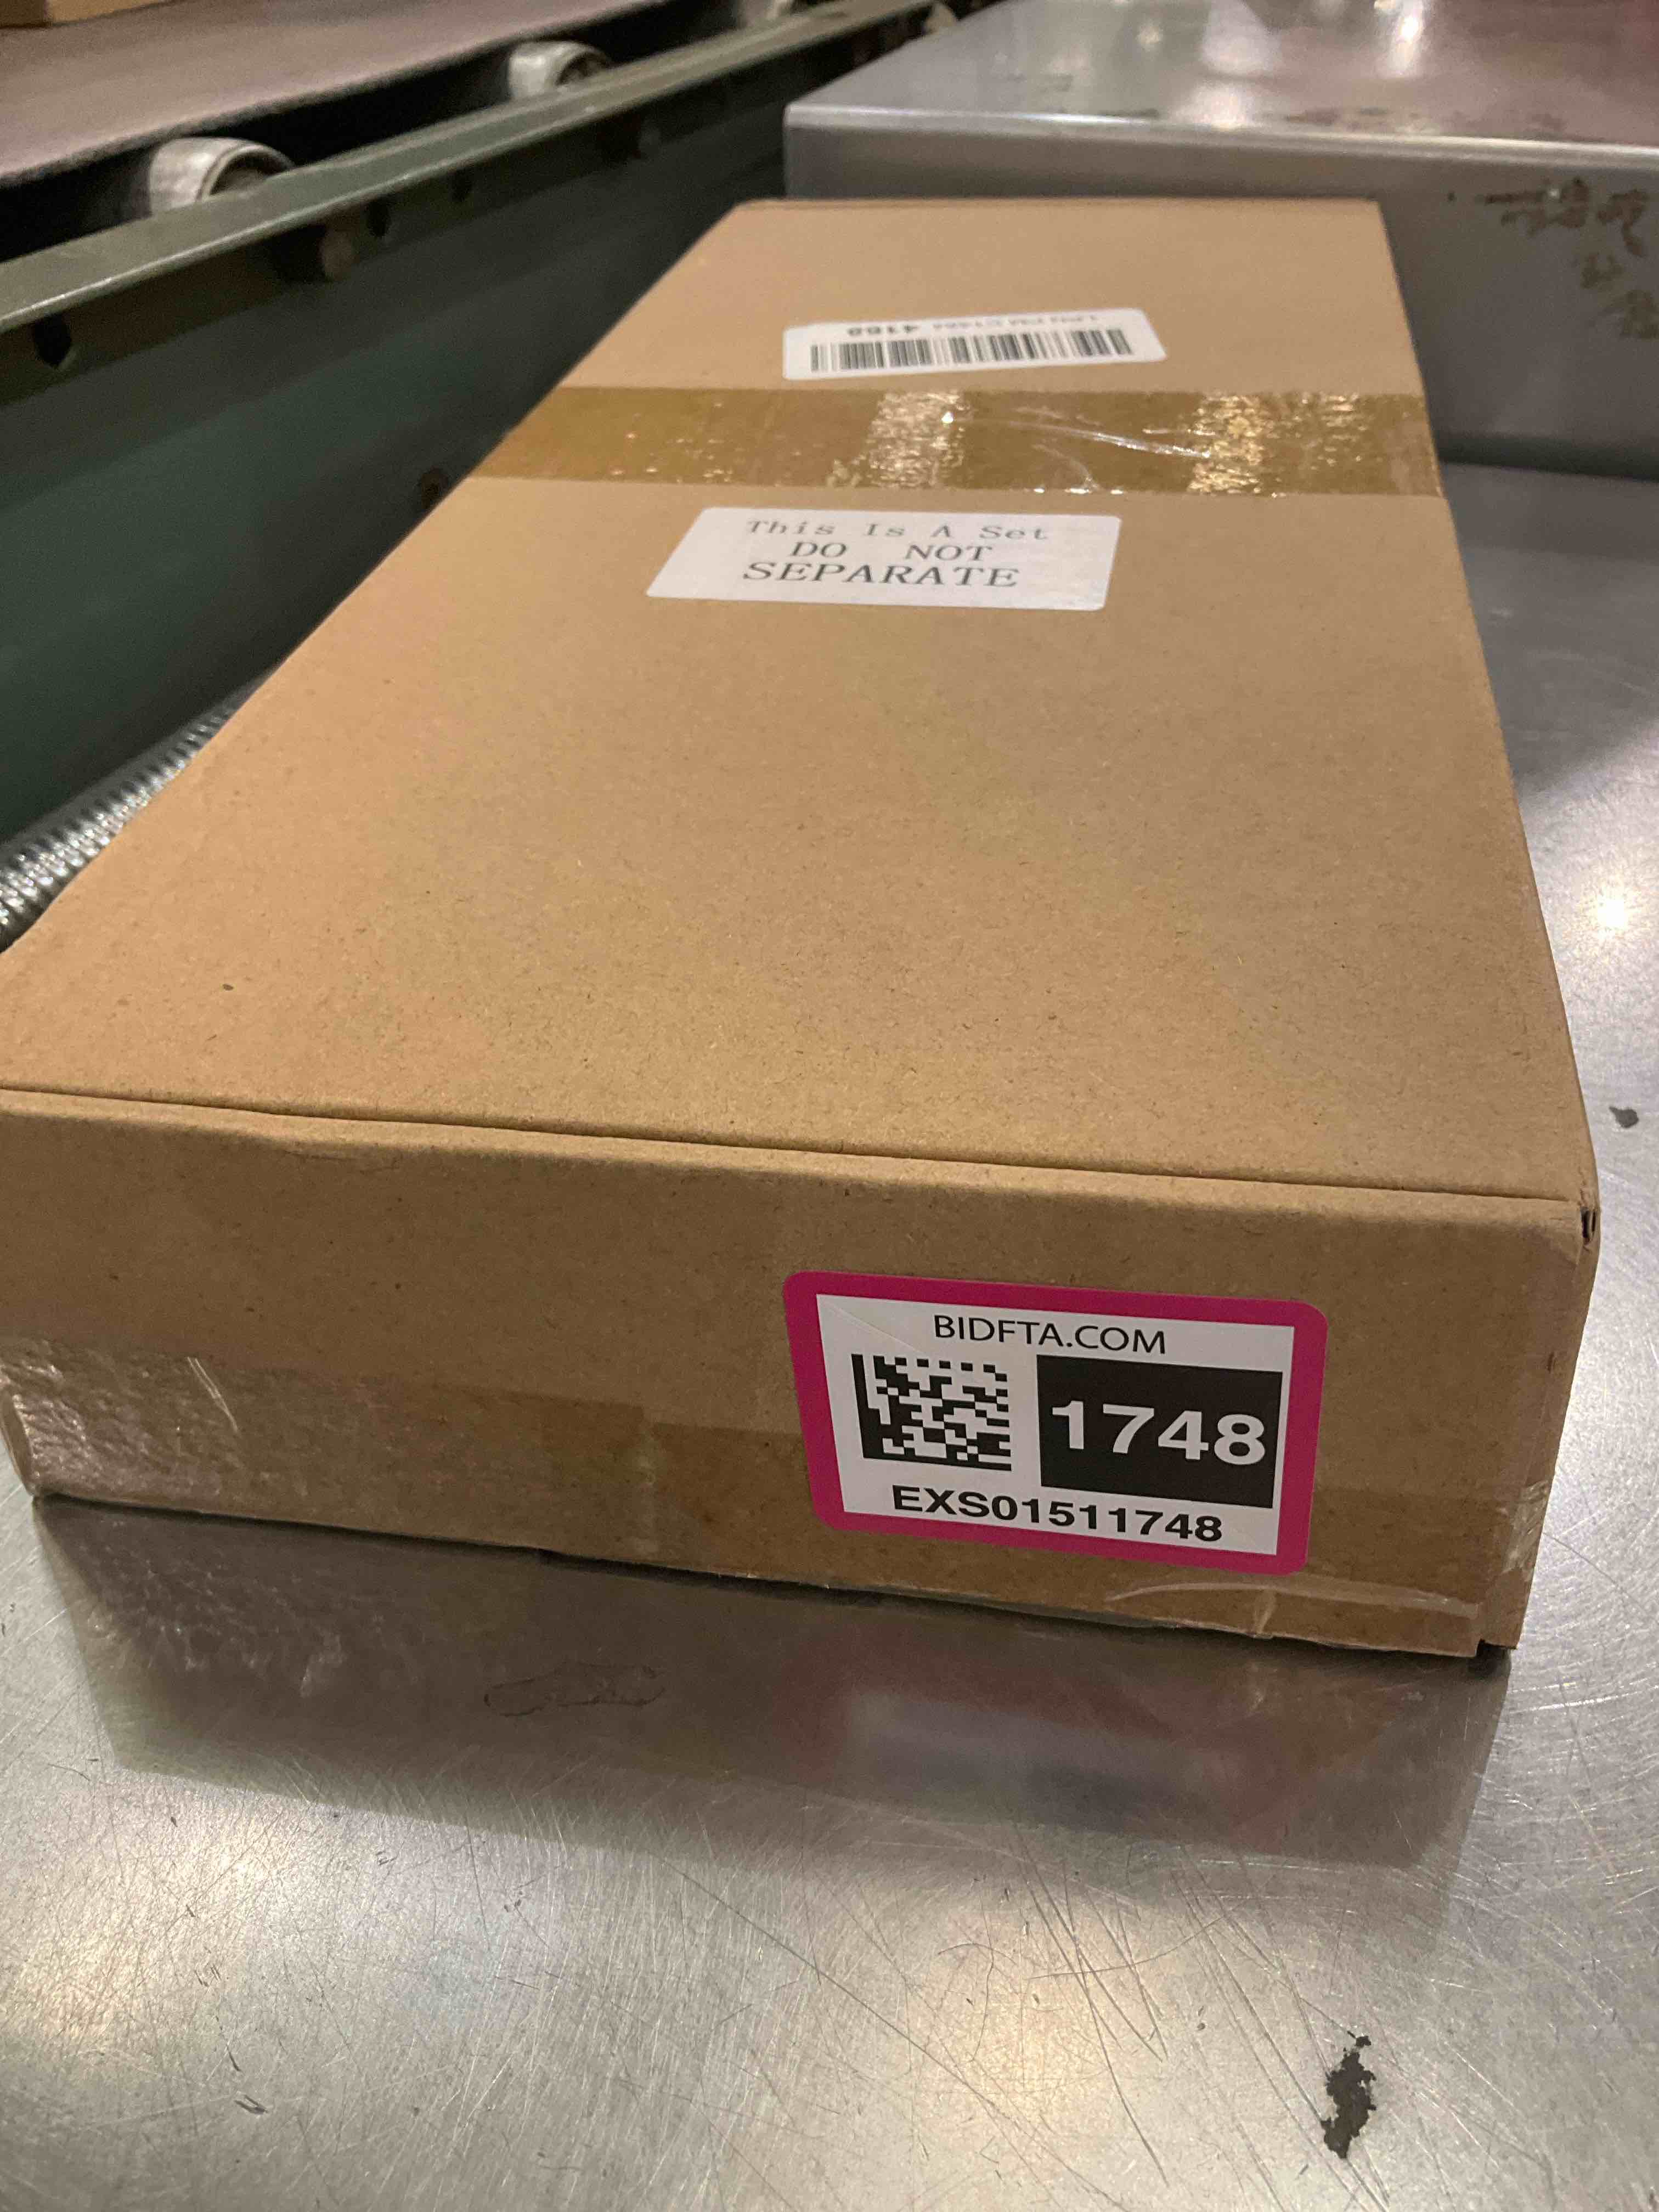 4168
This Is A Set
DO NOT
SEPARATE
BIDFTA.COM
1748
EXS01511748